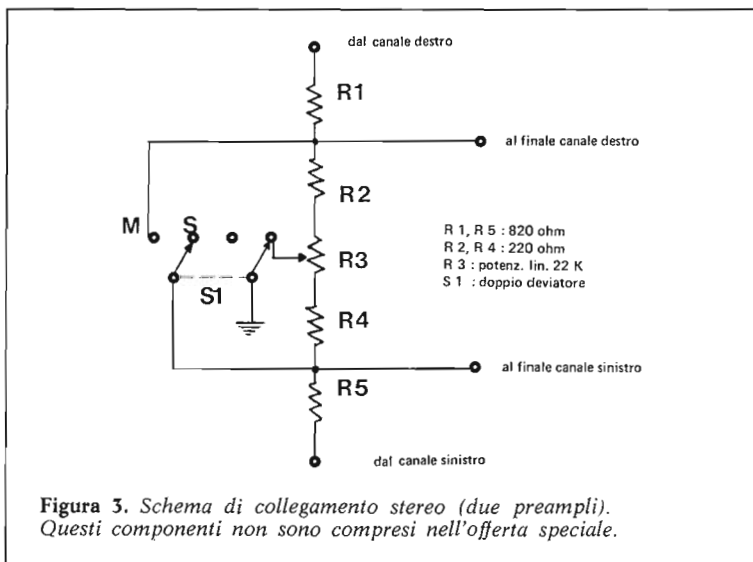 dal canale destro
R1
al finale canale destro
R2
M
S
R3
S1
R 1, R 5 : 820 ohm
R 2, R 4 : 220 ohm
R 3 : potenz. lin. 22 K
S 1 : doppio deviatore
R4
al finale canale sinistro
R5
dal canale sinistro
Figura 3. Schema di collegamento stereo (due preampli).
Questi componenti non sono compresi nell'offerta speciale.